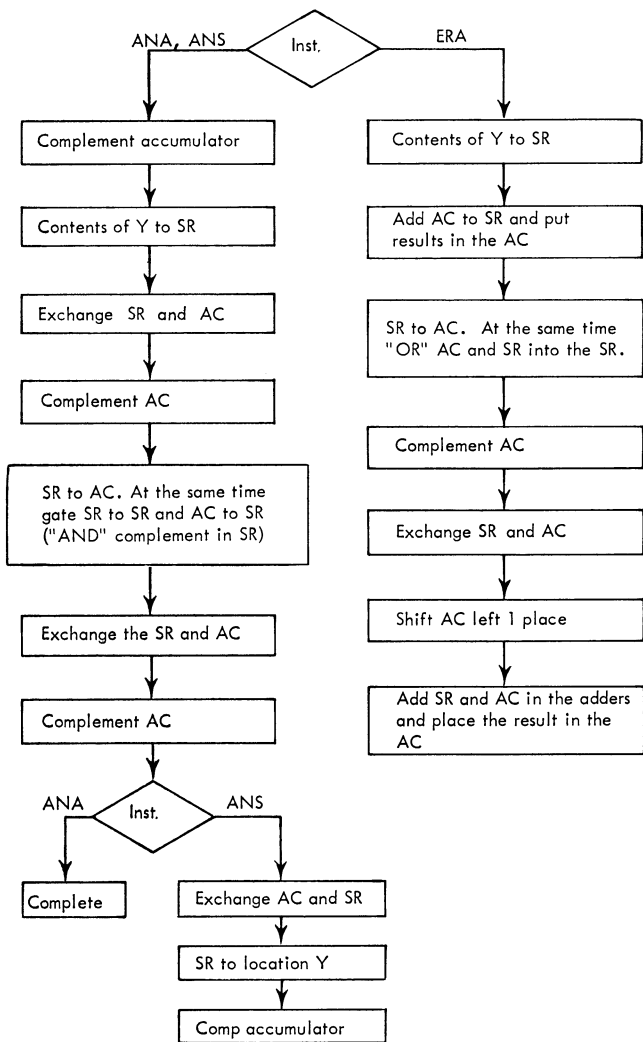 ANA, ANS
Inst.
ERA
Complement accumulator
Contents of Y to SR
Exchange SR and AC
Complement AC
SR to AC. At the same time
gate SR to SR and AC to SR
("AND" complement in SR)
Exchange the SR and AC
Complement AC
ANA
Inst.
ANS
Complete
Exchange AC and SR
SR to location Y
Comp accumulator
Contents of Y to SR
Add AC to SR and put
results in the AC
SR to AC. At the same time
"OR" AC and SR into the SR.
Complement AC
Exchange SR and AC
Shift AC left 1 place
Add SR and AC in the adders
and place the result in the
AC